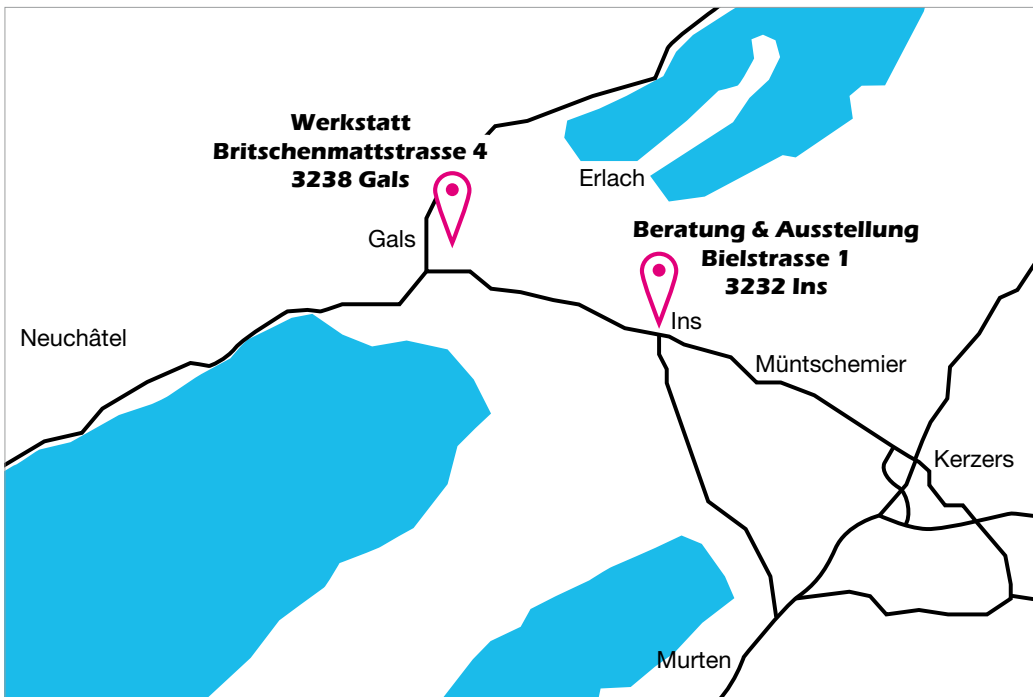 Werkstatt
Britschenmattstrasse 4
3238 Gals
Erlach
Gals
Beratung & Ausstellung
Bielstrasse 1
3232 Ins
Neuchâtel
Ins
Müntschemier
Kerzers
Murten